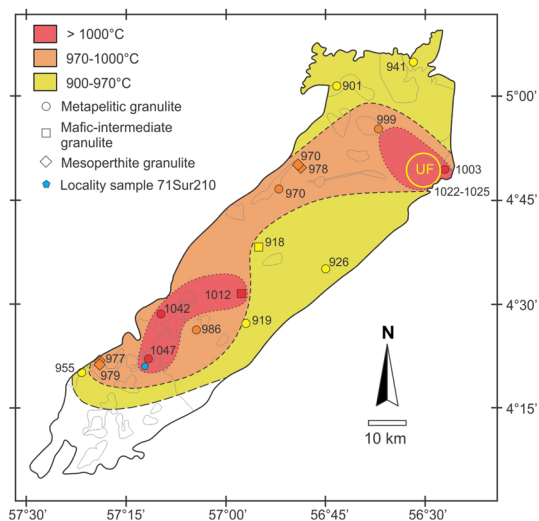 > 1000°C
970-1000°C
900-970°C
Metapelitic granulite
Mafic-intermediate
granulite
Mesoperthite granulite
Locality sample 71Sur210
941
901
999
970
978
970
1003
UF
1022-1025
918
926
1012
1042
986
919
1047
955
977
979
5°00'
4°45'
4°30'
4°15'
N
10 km
57°30'
57°15'
57°00'
56°45'
56°30'